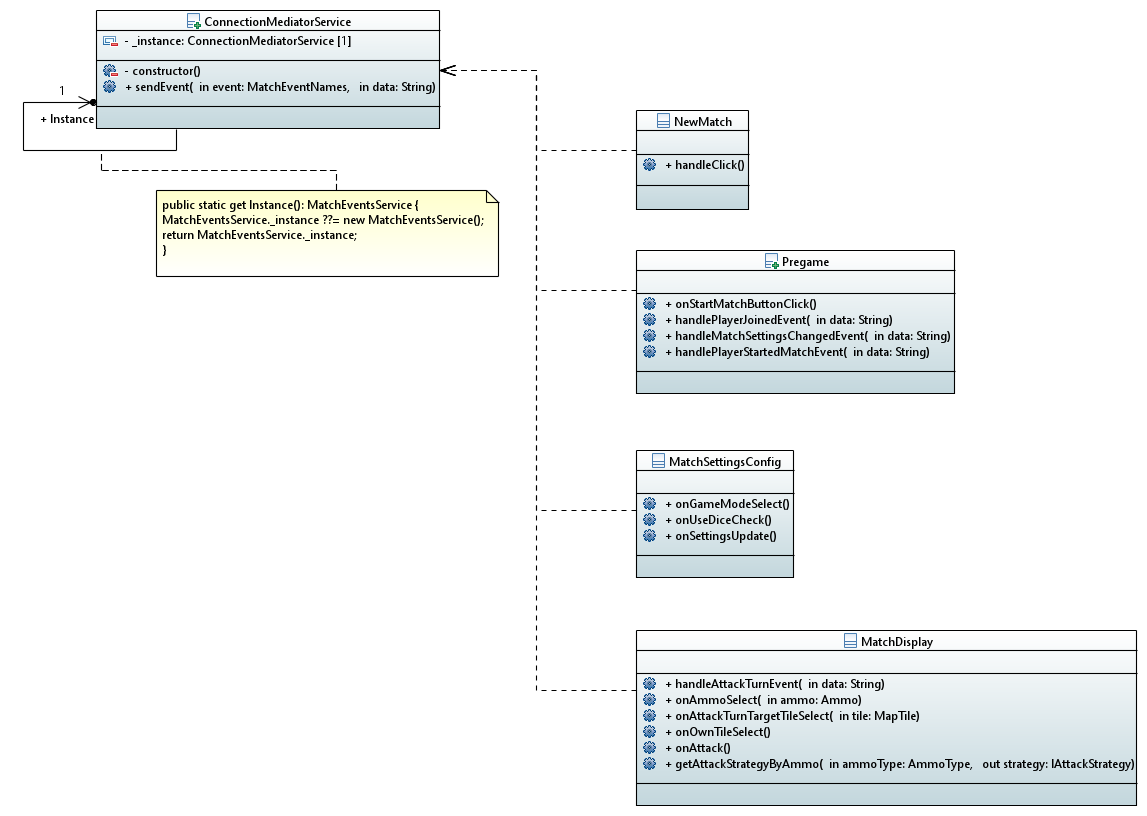 ConnectionMediatorService
- _instance: ConnectionMediatorService [1]
- constructor()
+ sendEvent( in event: MatchEventNames, in data: String)
1
+ Instance
public static get Instance(): MatchEventsService {
MatchEventsService._instance ??= new MatchEventsService();
return MatchEventsService._instance;
}
NewMatch
+ handleClick()
Pregame
+ onStartMatchButtonClick()
+ handlePlayerJoinedEvent( in data: String)
+ handleMatchSettingsChangedEvent( in data: String)
+ handlePlayerStartedMatchEvent( in data: String)
MatchSettingsConfig
+ onGameModeSelect()
+ onUseDiceCheck()
+ onSettingsUpdate()
MatchDisplay
+ handleAttackTurnEvent( in data: String)
+ onAmmoSelect( in ammo: Ammo)
+ onAttackTurnTargetTileSelect( in tile: MapTile)
+ onOwnTileSelect()
+ onAttack()
+ getAttackStrategyByAmmo( in ammoType: AmmoType, out strategy: IAttackStrategy)